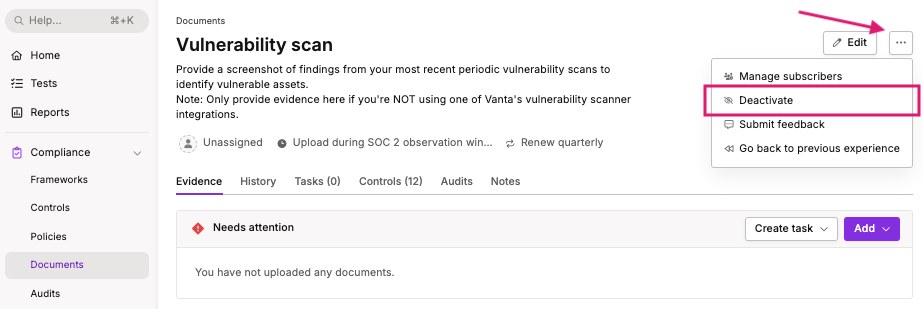 Help...
⌘+K
Home
Tests
Reports
Compliance
Frameworks
Controls
Policies
Documents
Audits
Documents
Vulnerability scan
Edit
Provide a screenshot of findings from your most recent periodic vulnerability scans to
identify vulnerable assets.
Note: Only provide evidence here if you're NOT using one of Vanta's vulnerability scanner
integrations.
Manage subscribers
Deactivate
Submit feedback
Go back to previous experience
Unassigned
Upload during SOC 2 observation win...
Renew quarterly
Evidence
History
Tasks (0)
Controls (12)
Audits
Notes
Needs attention
Create task
Add
You have not uploaded any documents.